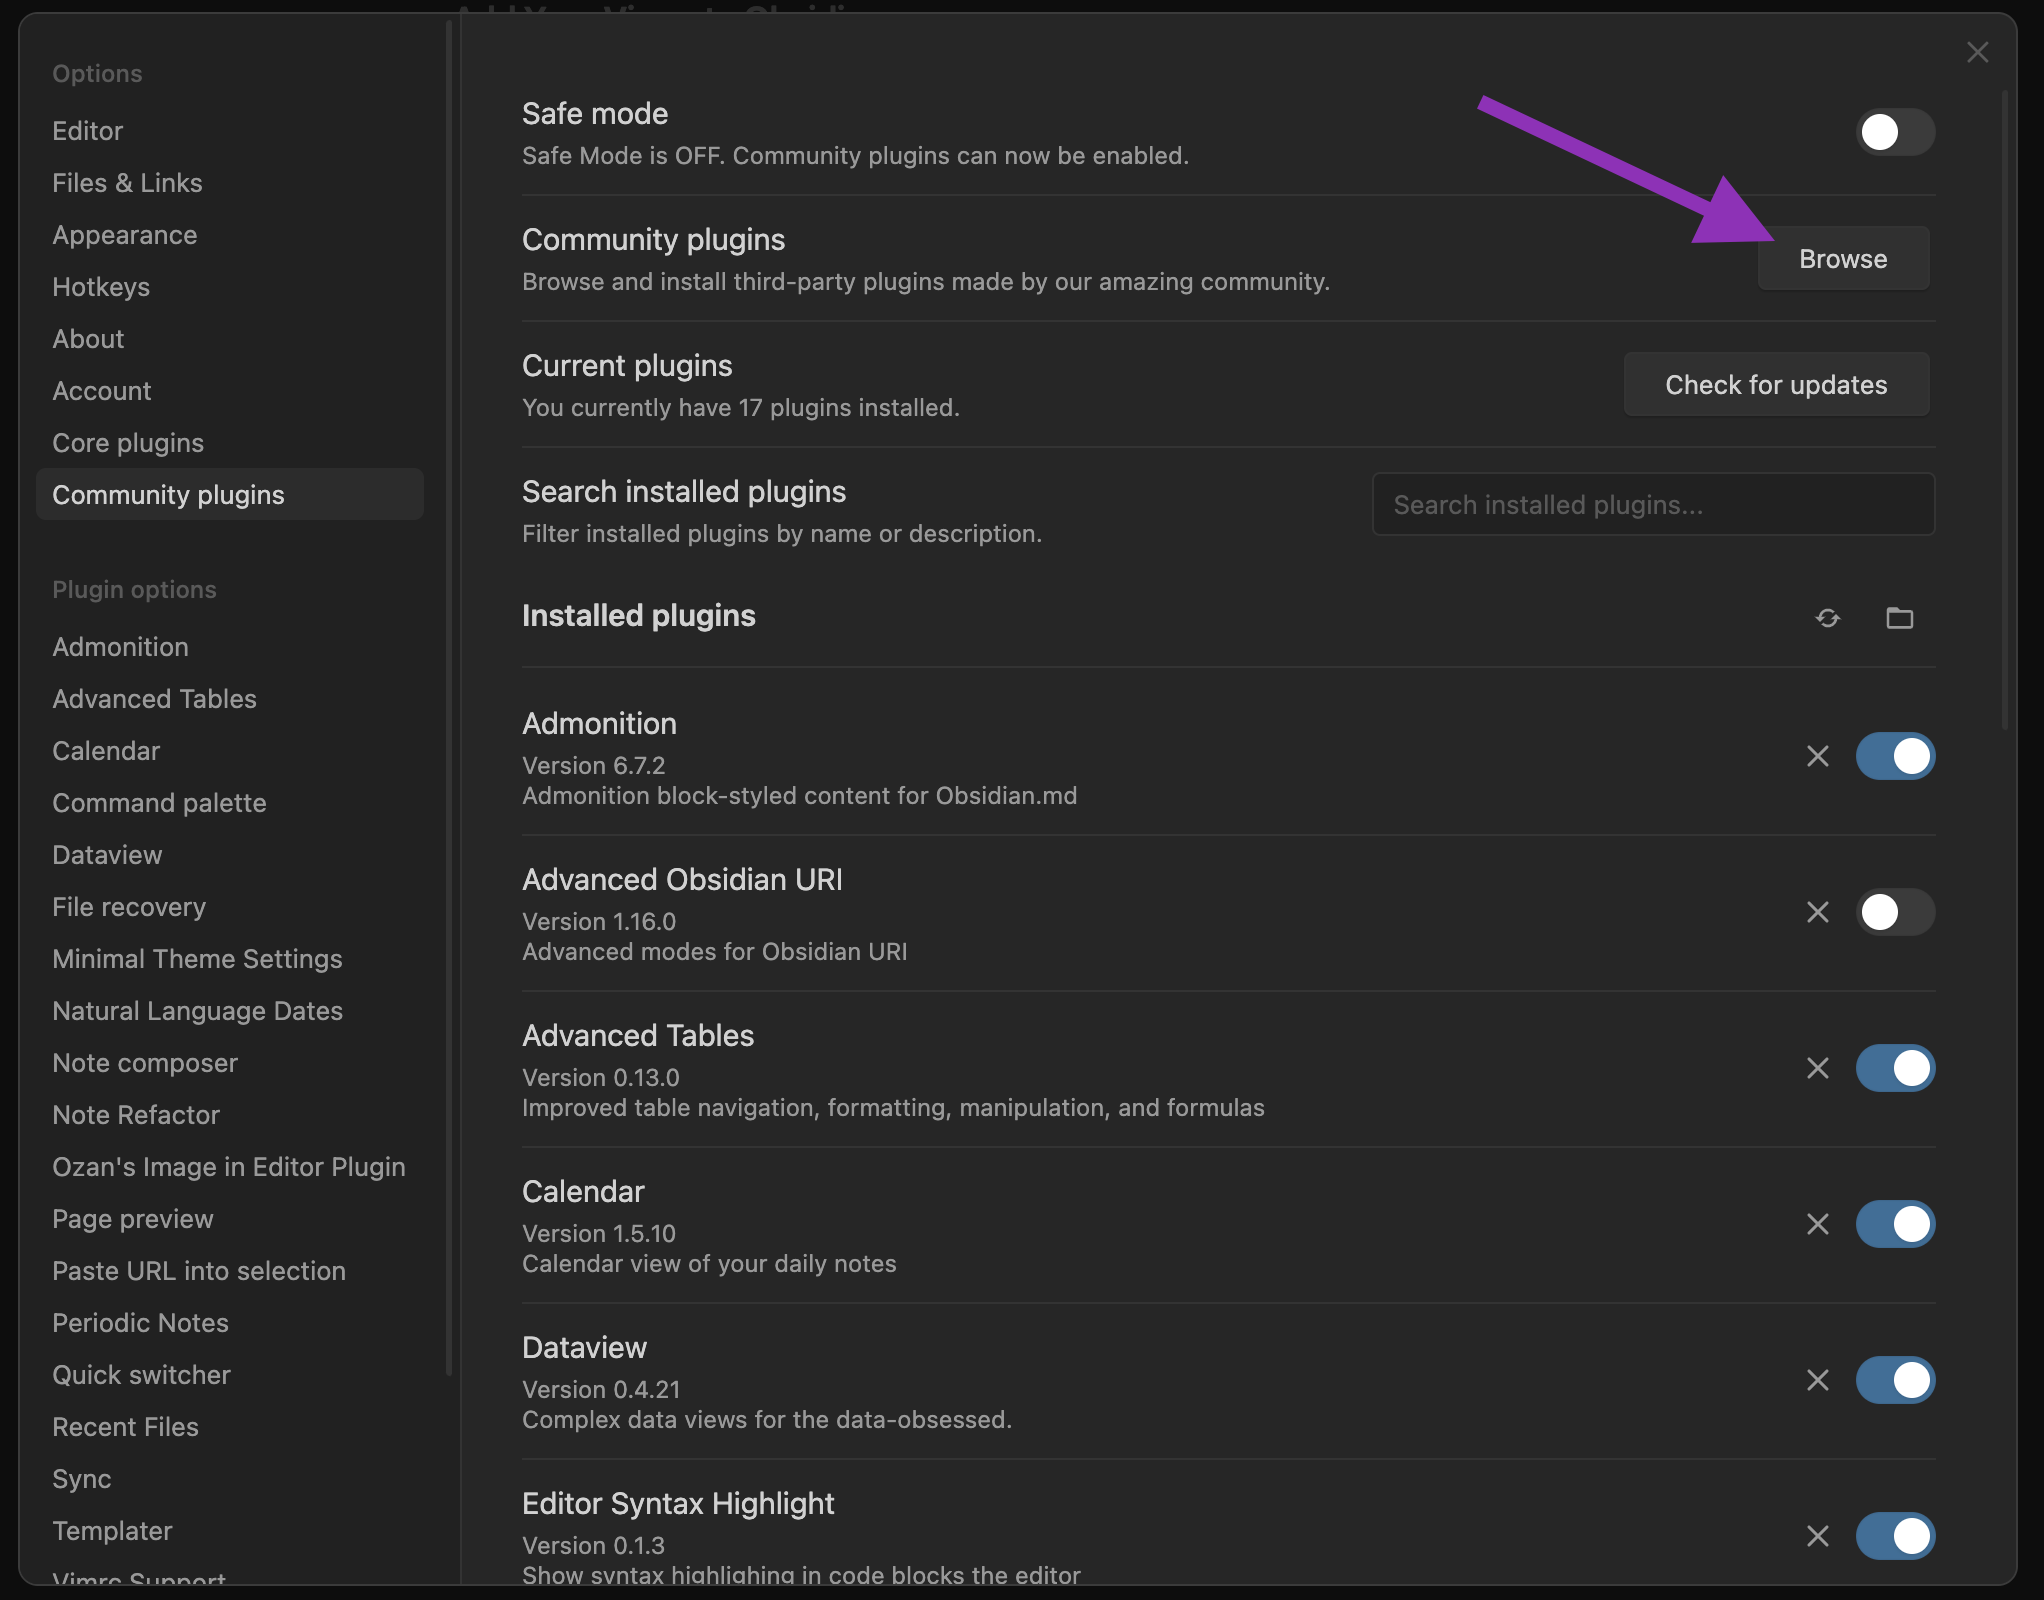 Options
Editor
Files & Links
Appearance
Hotkeys
About
Account
Core plugins
Community plugins
Plugin options
Admonition
Advanced Tables
Calendar
Command palette
Dataview
File recovery
Minimal Theme Settings
Natural Language Dates
Note composer
Note Refactor
Ozan's Image in Editor Plugin
Page preview
Paste URL into selection
Periodic Notes
Quick switcher
Recent Files
Sync
Templater
Vimrc Support
Safe mode
Safe Mode is OFF. Community plugins can now be enabled.
Community plugins
Browse and install third-party plugins made by our amazing community.
Browse
Current plugins
You currently have 17 plugins installed.
Check for updates
Search installed plugins
Filter installed plugins by name or description.
Search installed plugins...
Installed plugins
Admonition
Version 6.7.2
Admonition block-styled content for Obsidian.md
Advanced Obsidian URI
Version 1.16.0
Advanced modes for Obsidian URI
Advanced Tables
Version 0.13.0
Improved table navigation, formatting, manipulation, and formulas
Calendar
Version 1.5.10
Calendar view of your daily notes
Dataview
Version 0.4.21
Complex data views for the data-obsessed.
Editor Syntax Highlight
Version 0.1.3
Show syntax highlighing in code blocks the editor